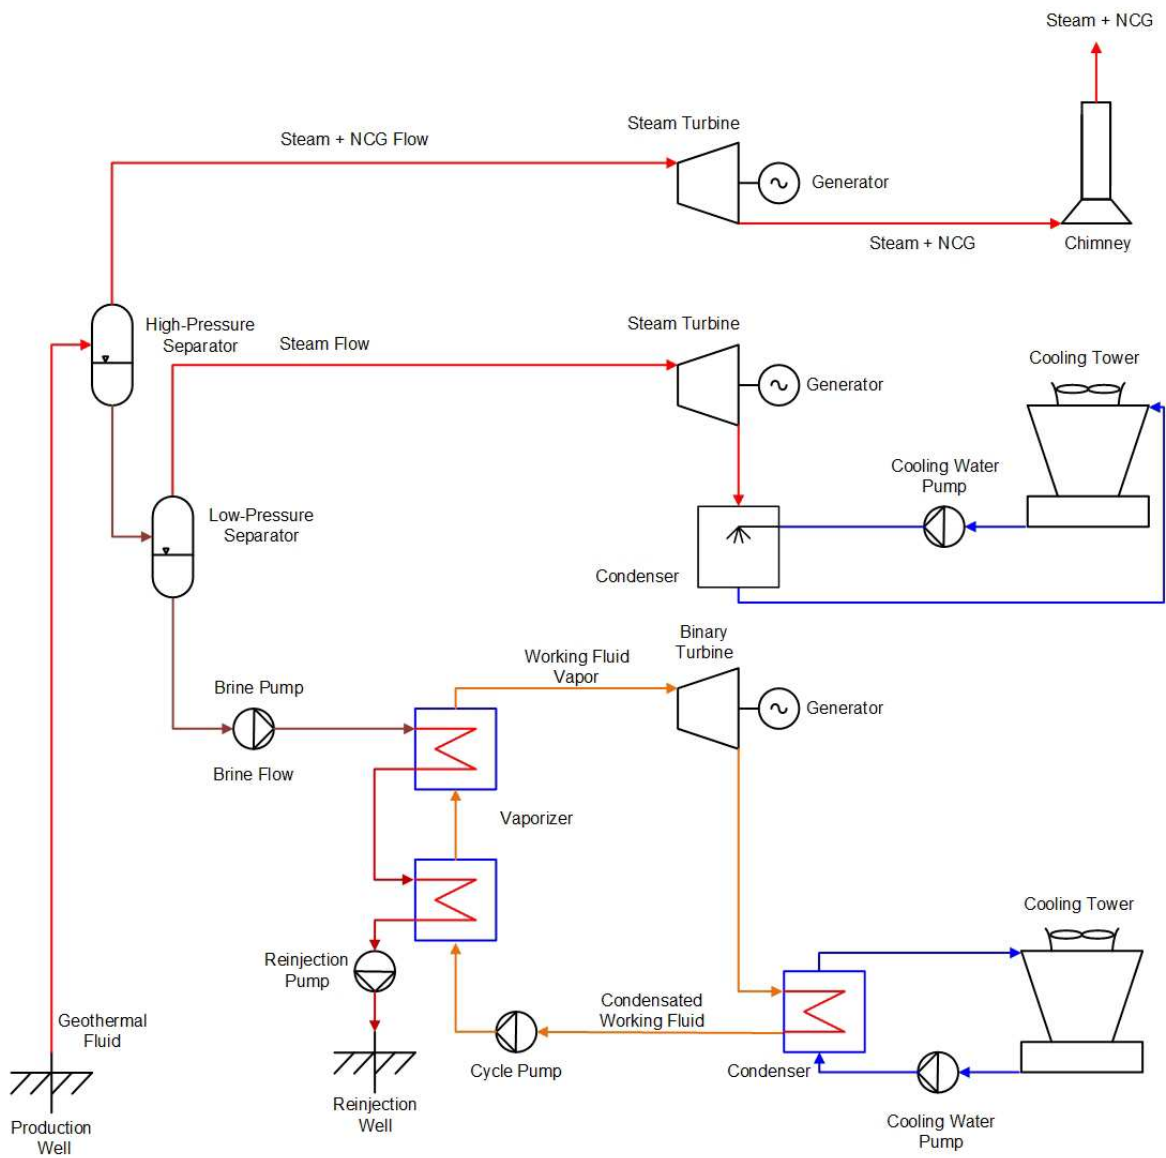 Steam + NCG
Steam Turbine
Steam + NCG Flow
Generator
Steam + NCG
Chimney
High-Pressure
Separator
Steam Flow
Steam Turbine
Generator
Cooling Tower
Cooling Water
Pump
Low-Pressure
Separator
Condenser
Binary
Turbine
Working Fluid
Vapor
Brine Pump
Generator
Brine Flow
Vaporizer
Cooling Tower
Reinjection
Pump
Condensated
Working Fluid
Geothermal
Fluid
Cycle Pump
Condenser
Reinjection
Well
Cooling Water
Pump
Production
Well